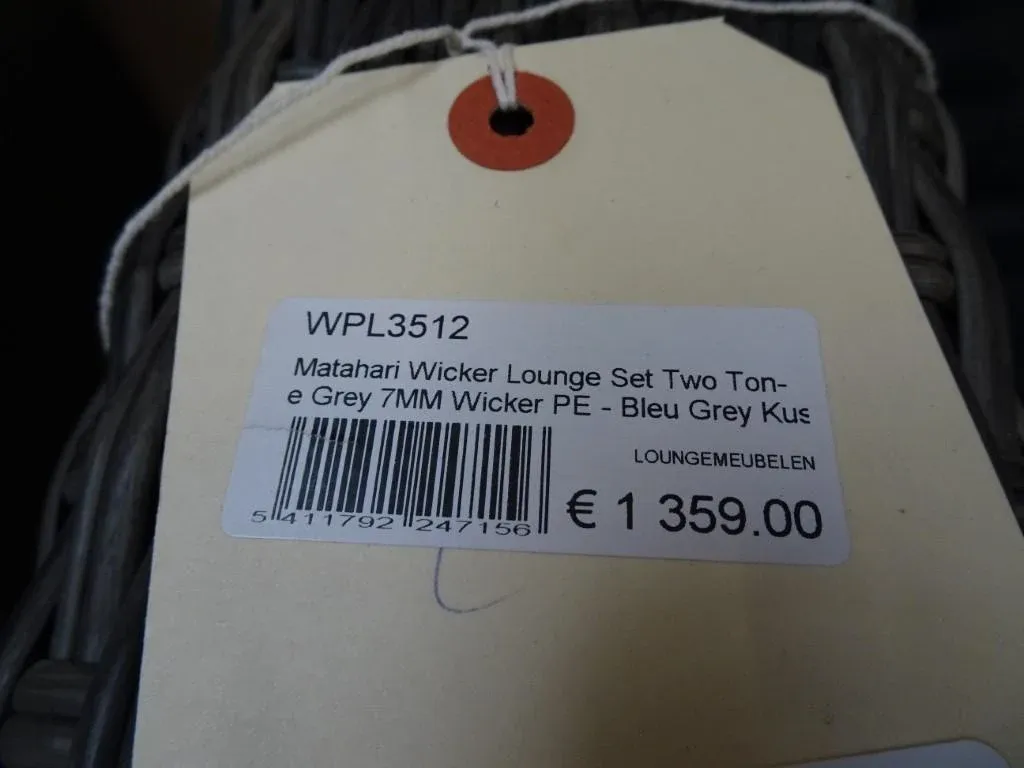 WPL3512
Matahari Wicker Lounge Set Two Ton-
e Grey 7MM Wicker PE - Bleu Grey Kus
LOUNGEMEUBELEN
€ 1 359.00
5 411792 247156